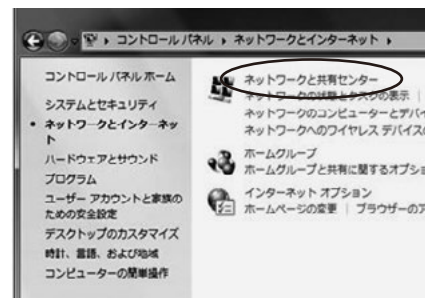 コントロール パネル ▸ ネットワークとインターネット ▸
コントロール パネル ホーム
システムとセキュリティ
• ネットワークとインターネッ
ト
ハードウェアとサウンド
プログラム
ユーザー アカウントと家族の
ための安全設定
デスクトップのカスタマイズ
時計、言語、および地域
コンピューターの簡単操作
ネットワークと共有センター
ネットワークの状態とタスクの表示 |
ネットワークのコンピューターとデバイ
ネットワークへのワイヤレス デバイスの
ホームグループ
ホームグループと共有に関するオプショ
インターネット オプション
ホームページの変更 | ブラウザーのア